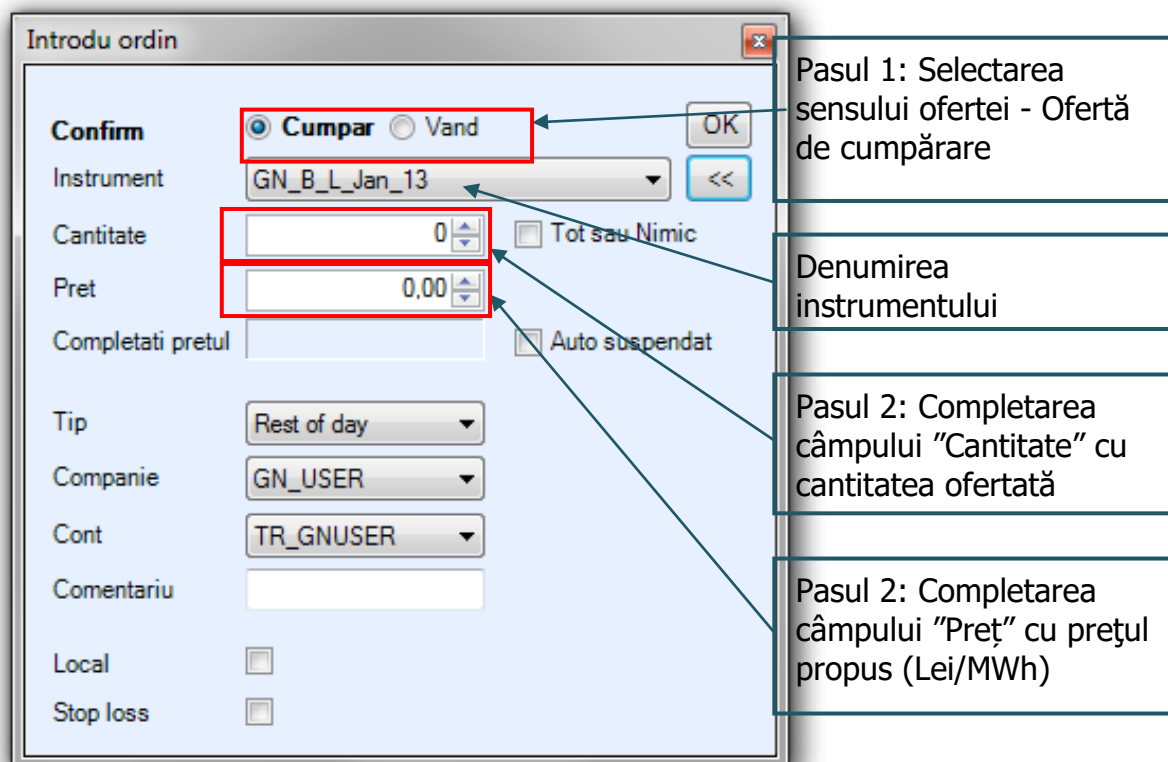 Introdu ordin
Confirm
Cumpar
Vand
OK
Instrument
GN_B_L_Jan_13
<<
Cantitate
0
Tot sau Nimic
Pret
0,00
Completati pretul
Auto suspendat
Tip
Rest of day
Companie
GN_USER
Cont
TR_GNUSER
Comentariu
Local
Stop loss
Pasul 1: Selectarea
sensului ofertei - Ofertă
de cumpărare
Denumirea
instrumentului
Pasul 2: Completarea
câmpului ”Cantitate” cu
cantitatea ofertată
Pasul 2: Completarea
câmpului ”Preț” cu preţul
propus (Lei/MWh)